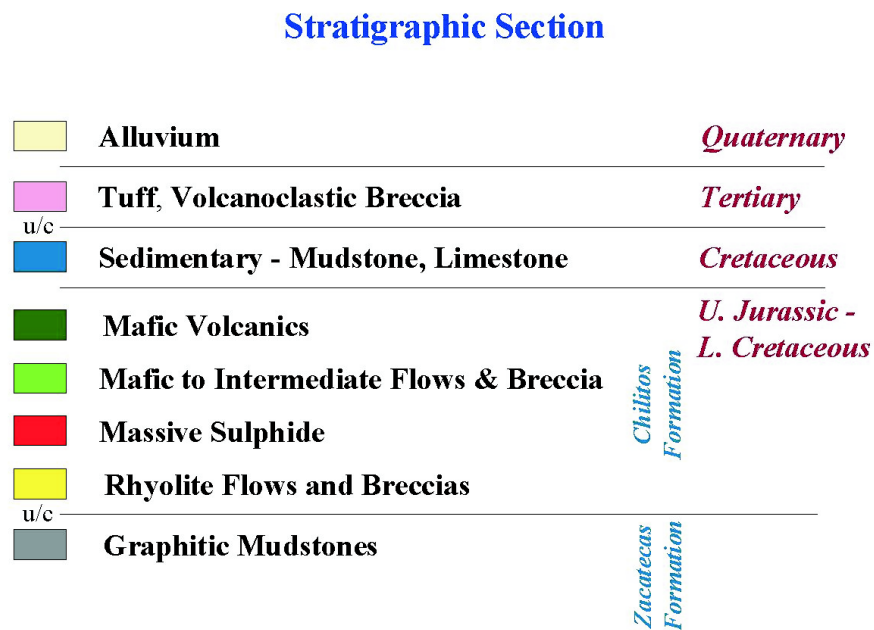 Stratigraphic Section
Alluvium
Quaternary
Tuff, Volcanoclastic Breccia
Tertiary
u/c
Sedimentary - Mudstone, Limestone
Cretaceous
Mafic Volcanics
U. Jurassic -
L. Cretaceous
Mafic to Intermediate Flows & Breccia
Massive Sulphide
Rhyolite Flows and Breccias
Chilitos
Formation
u/c
Graphitic Mudstones
Zacatecas
Formation